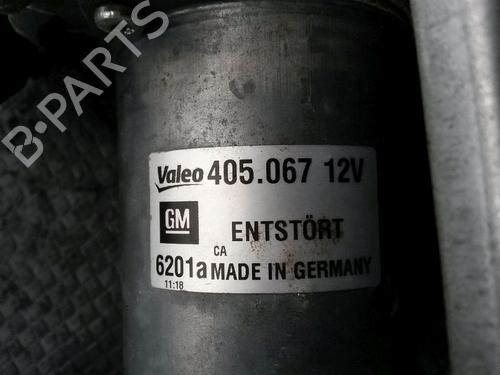 B-PARTS
Valeo 405.067 12V
GM ENTSTÖRT
CA
6201a MADE IN GERMANY
11:18